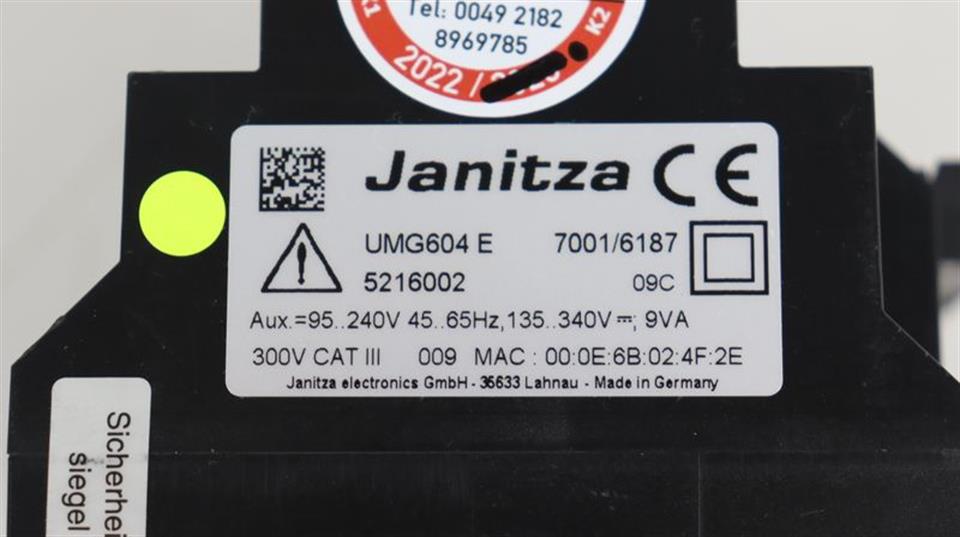 Tel: 0049 2182
8969785
K2
2022 /
Janitza CE
UMG604 E 7001/6187
5216002 09C
Aux.=95..240V 45..65Hz,135..340V ⎓; 9VA
300V CAT III 009 MAC : 00:0E:6B:02:4F:2E
Janitza electronics GmbH - 35633 Lahnau - Made in Germany
siegel